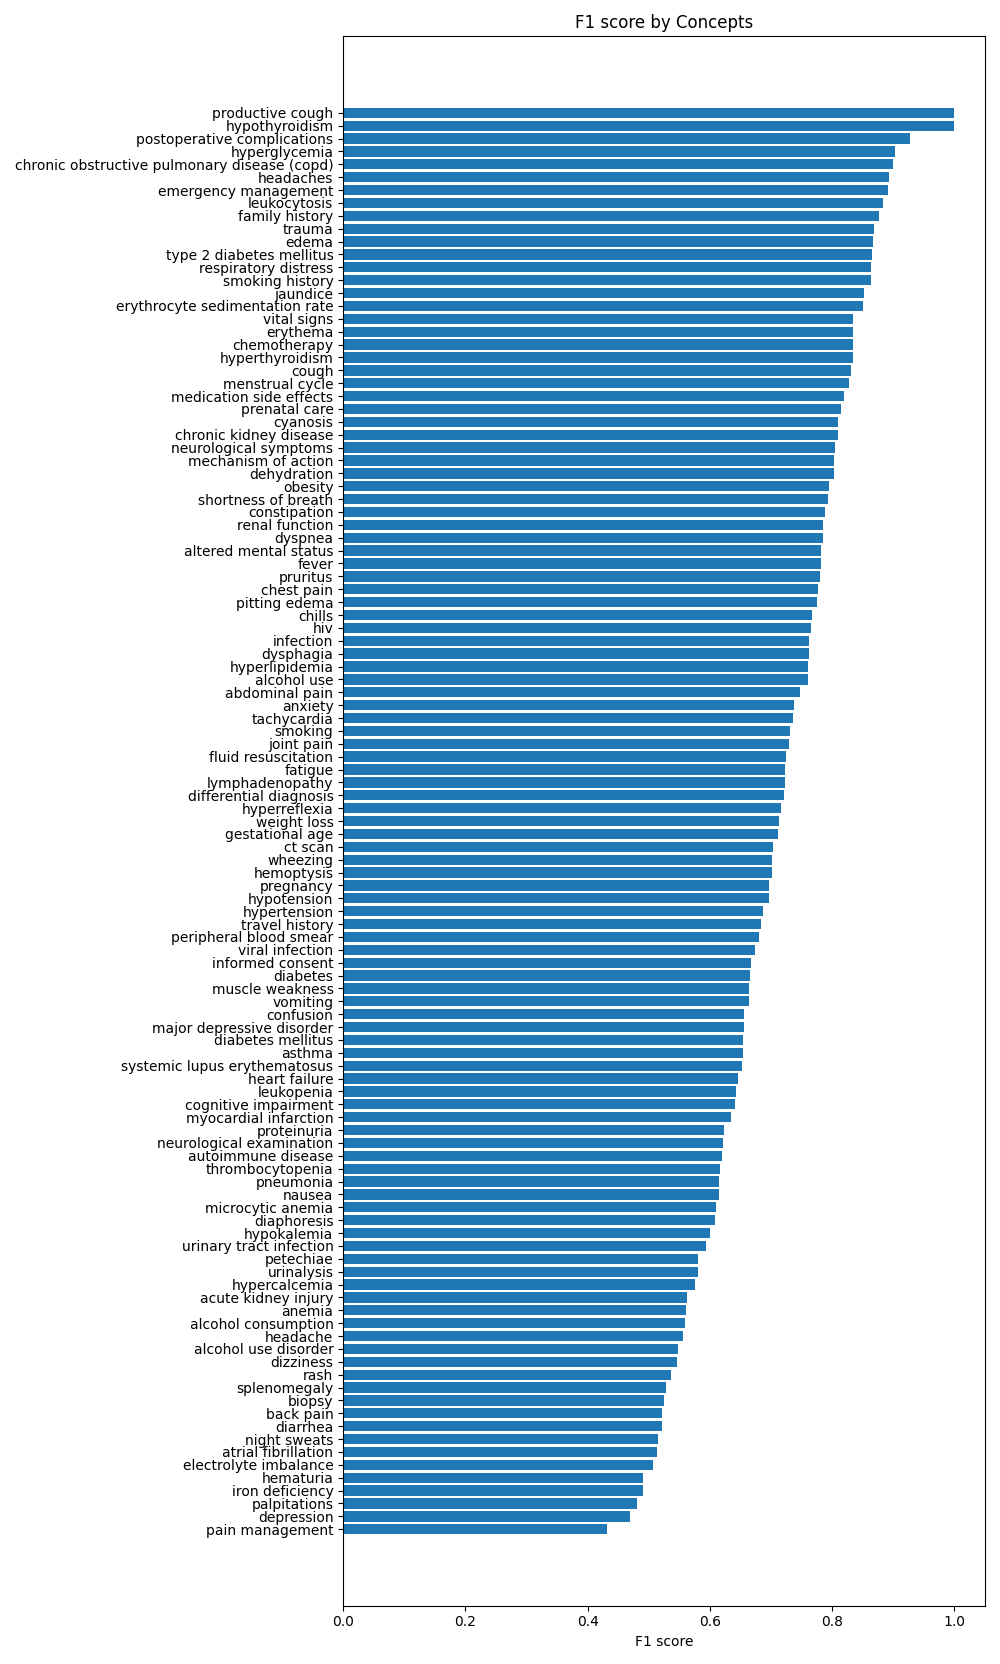 F1 score by Concepts
productive cough
hypothyroidism
postoperative complications
hyperglycemia
chronic obstructive pulmonary disease (copd)
headaches
emergency management
leukocytosis
family history
trauma
edema
type 2 diabetes mellitus
respiratory distress
smoking history
jaundice
erythrocyte sedimentation rate
vital signs
erythema
chemotherapy
hyperthyroidism
cough
menstrual cycle
medication side effects
prenatal care
cyanosis
chronic kidney disease
neurological symptoms
mechanism of action
dehydration
obesity
shortness of breath
constipation
renal function
dyspnea
altered mental status
fever
pruritus
chest pain
pitting edema
chills
hiv
infection
dysphagia
hyperlipidemia
alcohol use
abdominal pain
anxiety
tachycardia
smoking
joint pain
fluid resuscitation
fatigue
lymphadenopathy
differential diagnosis
hyperreflexia
weight loss
gestational age
ct scan
wheezing
hemoptysis
pregnancy
hypotension
hypertension
travel history
peripheral blood smear
viral infection
informed consent
diabetes
muscle weakness
vomiting
confusion
major depressive disorder
diabetes mellitus
asthma
systemic lupus erythematosus
heart failure
leukopenia
cognitive impairment
myocardial infarction
proteinuria
neurological examination
autoimmune disease
thrombocytopenia
pneumonia
nausea
microcytic anemia
diaphoresis
hypokalemia
urinary tract infection
petechiae
urinalysis
hypercalcemia
acute kidney injury
anemia
alcohol consumption
headache
alcohol use disorder
dizziness
rash
splenomegaly
biopsy
back pain
diarrhea
night sweats
atrial fibrillation
electrolyte imbalance
hematuria
iron deficiency
palpitations
depression
pain management
0.0 0.2 0.4 0.6 0.8 1.0
F1 score